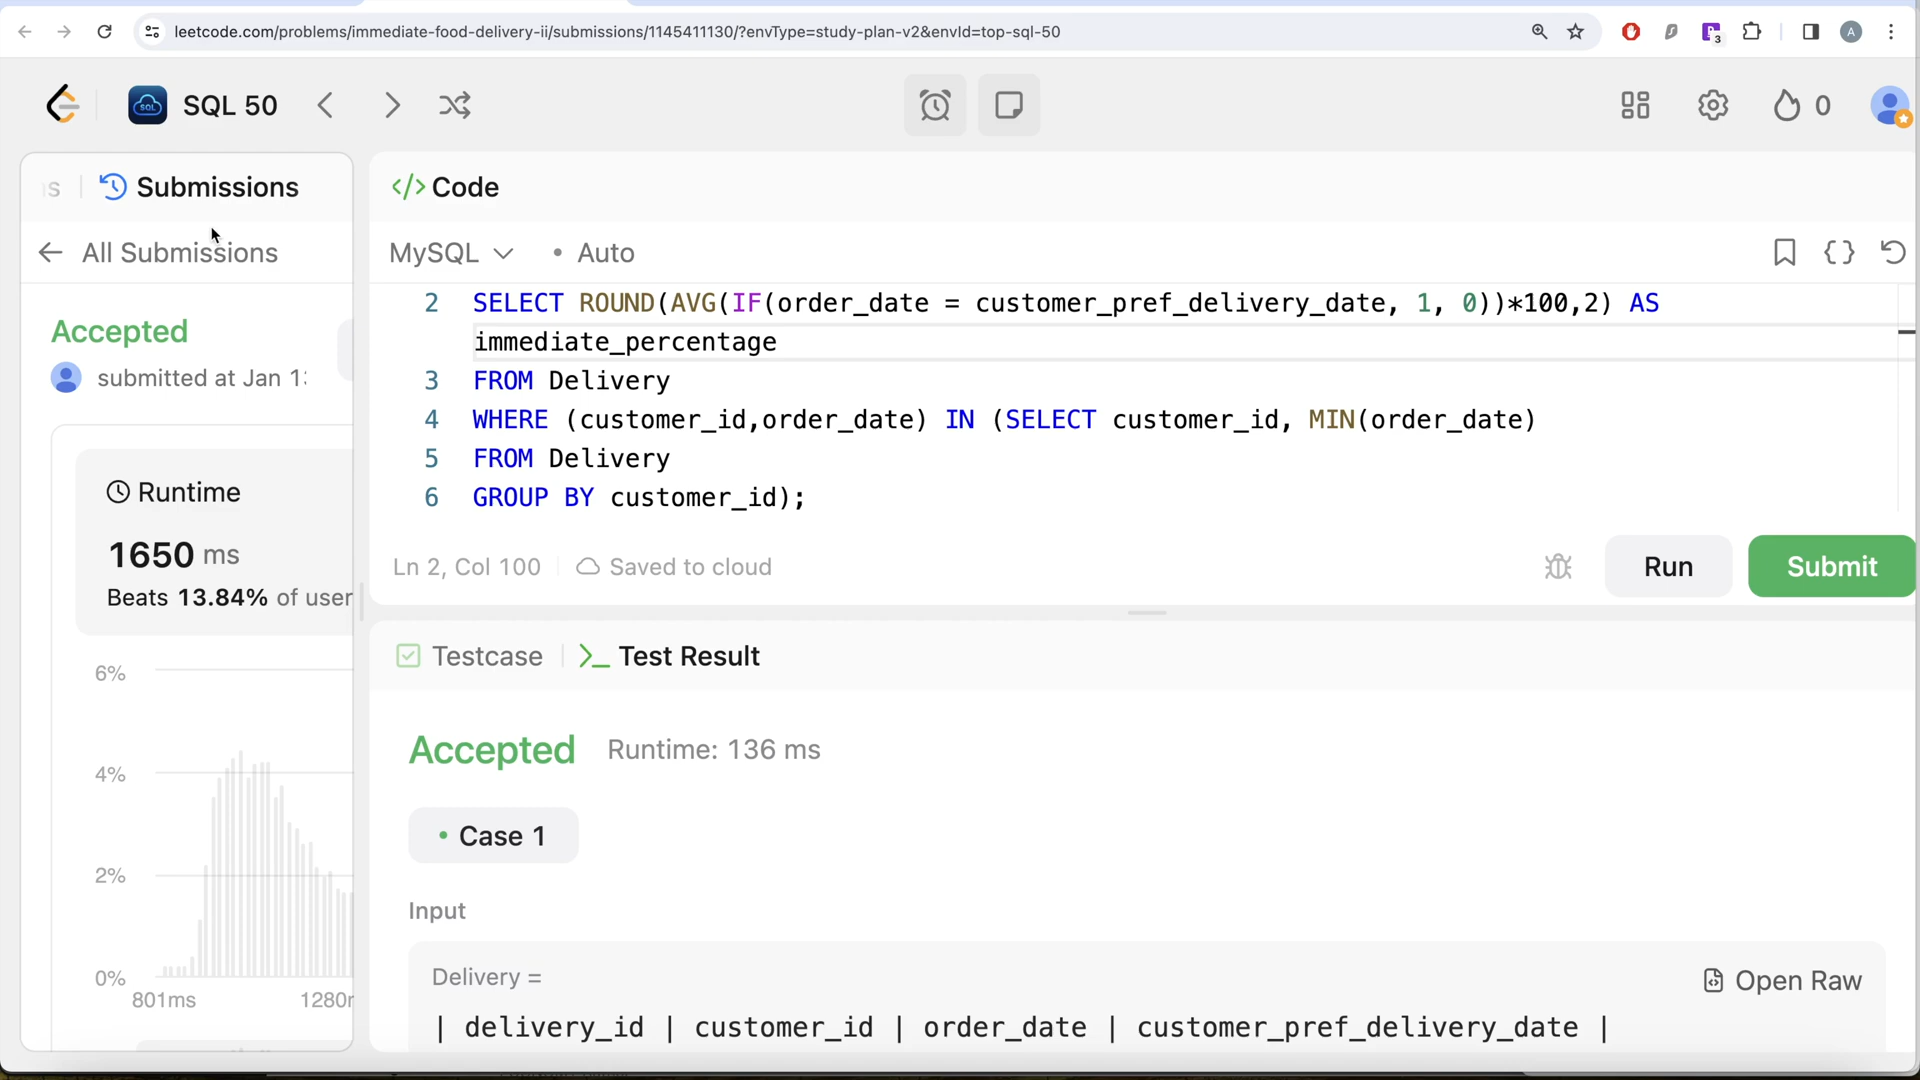 leetcode.com/problems/immediate-food-delivery-ii/submissions/1145411130/?envType=study-plan-v2&envId=top-sql-50
3
A
SQL
SQL 50
0
s
Submissions
All Submissions
Accepted
submitted at Jan 1
Runtime
1650 ms
Beats 13.84% of user
6%
4%
2%
0%
801ms
1280
</> Code
MySQL
• Auto
2 SELECT ROUND(AVG(IF(order_date = customer_pref_delivery_date, 1, 0))*100,2) AS
immediate_percentage
3 FROM Delivery
4 WHERE (customer_id,order_date) IN (SELECT customer_id, MIN(order_date)
5 FROM Delivery
6 GROUP BY customer_id);
Ln 2, Col 100
Saved to cloud
Run
Submit
Testcase
>_ Test Result
Accepted
Runtime: 136 ms
• Case 1
Input
Delivery =
Open Raw
| delivery_id | customer_id | order_date | customer_pref_delivery_date |